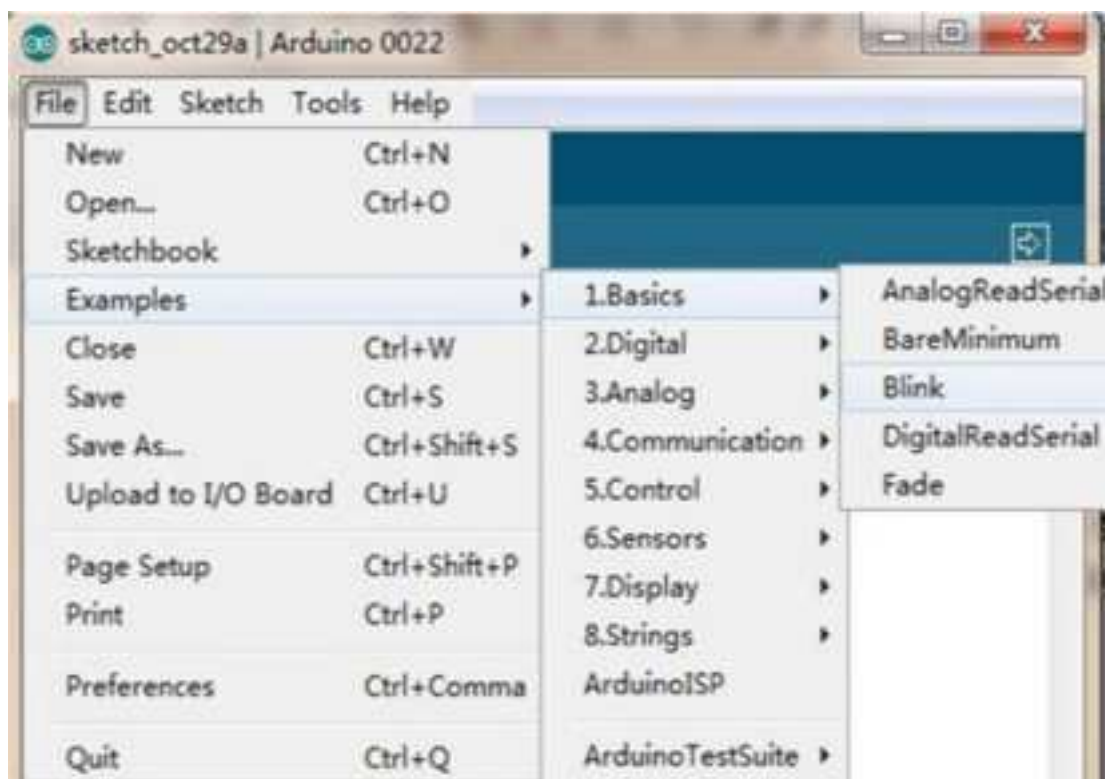 sketch_oct29a | Arduino 0022
File Edit Sketch Tools Help
New Ctrl+N
Open... Ctrl+O
Sketchbook
Examples
Close Ctrl+W
Save Ctrl+S
Save As... Ctrl+Shift+S
Upload to I/O Board Ctrl+U
Page Setup Ctrl+Shift+P
Print Ctrl+P
Preferences Ctrl+Comma
Quit Ctrl+Q
1.Basics
2.Digital
3.Analog
4.Communication
5.Control
6.Sensors
7.Display
8.Strings
ArduinoISP
ArduinoTestSuite
AnalogReadSerial
BareMinimum
Blink
DigitalReadSerial
Fade